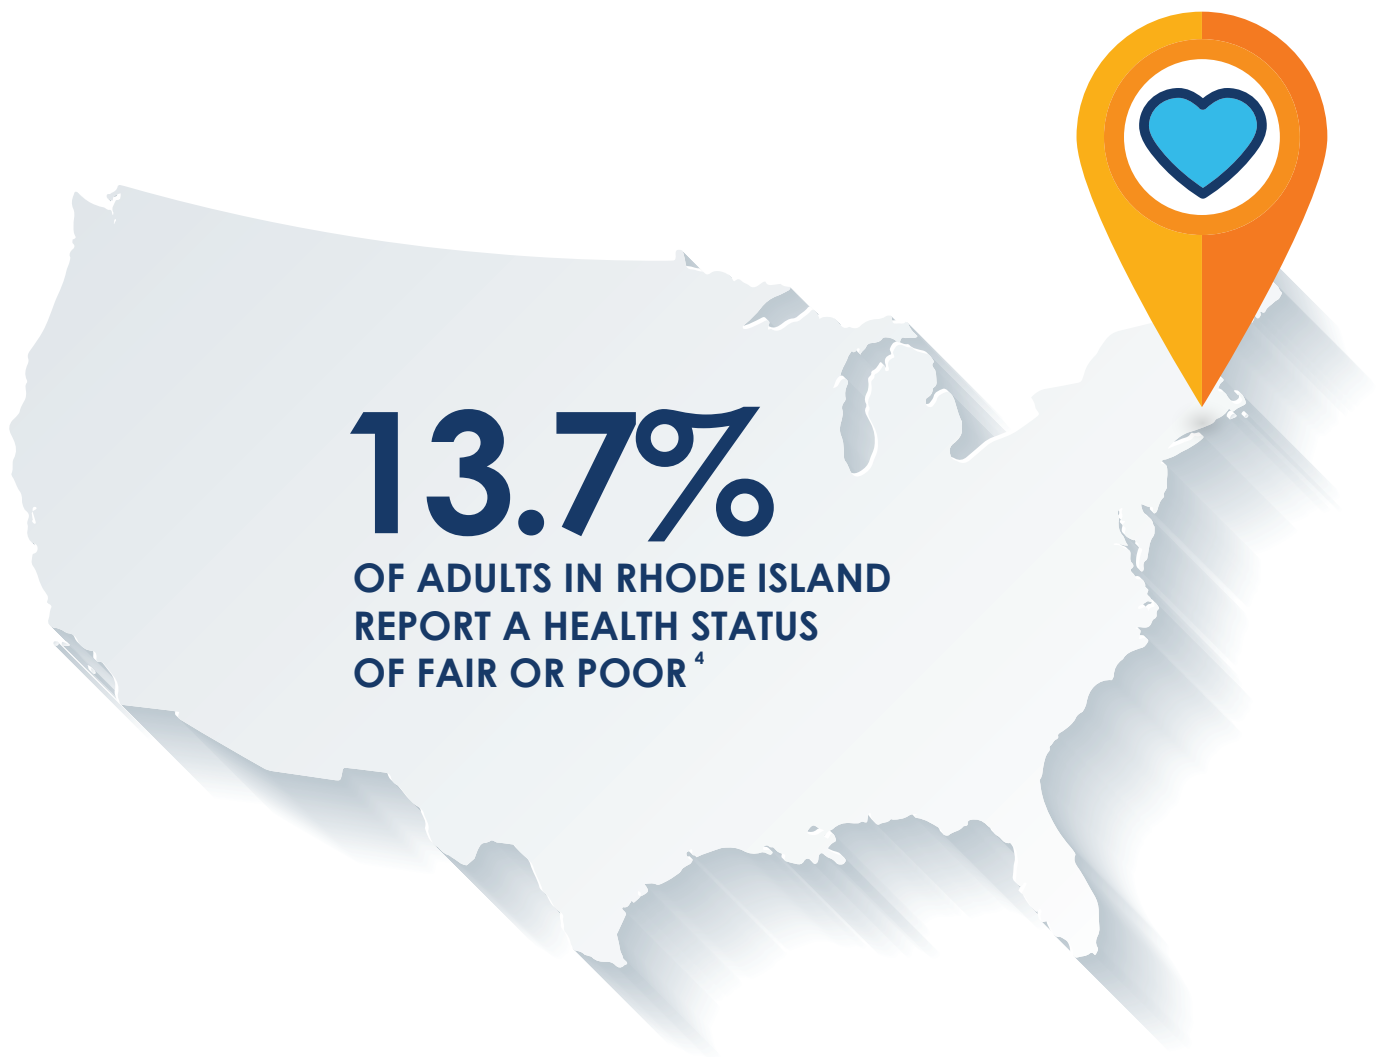 13.7%
OF ADULTS IN RHODE ISLAND
REPORT A HEALTH STATUS
OF FAIR OR POOR 4